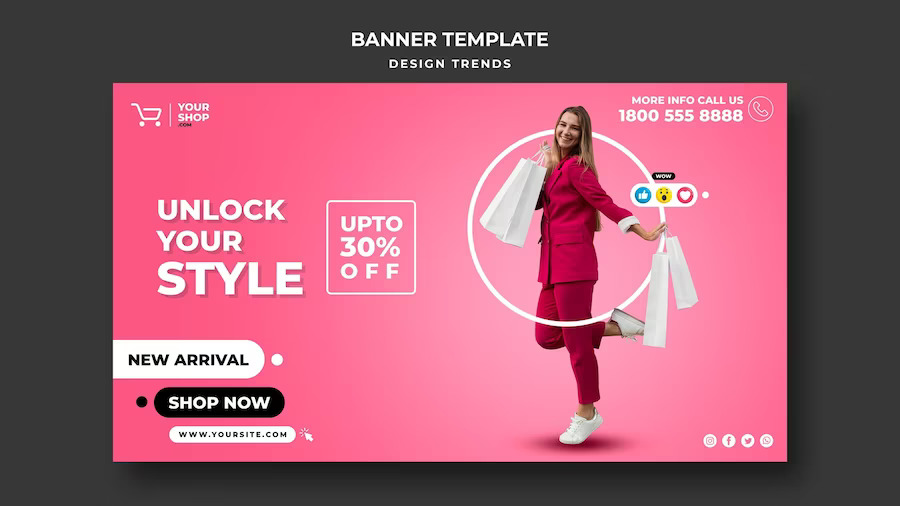 BANNER TEMPLATE
DESIGN TRENDS
YOUR
SHOP
.COM
MORE INFO CALL US
1800 555 8888
WOW
UNLOCK
YOUR
STYLE
UPTO
30%
OFF
NEW ARRIVAL
SHOP NOW
WWW.YOURSITE.COM